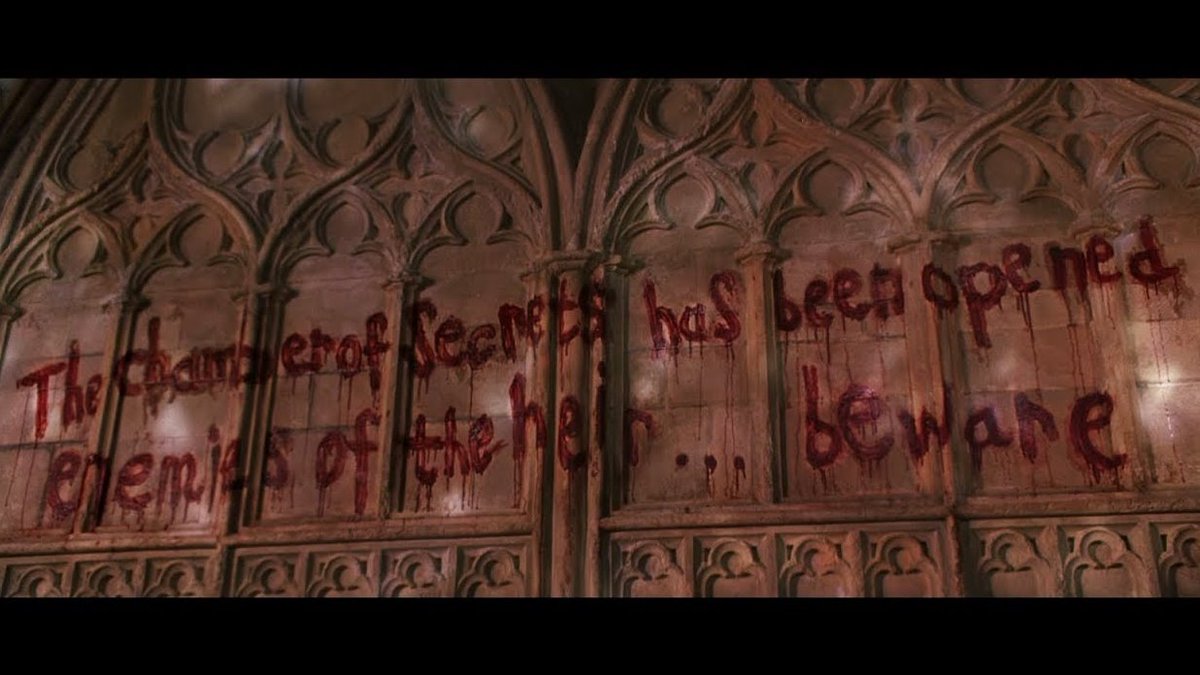 The chamber of Secrets has been opened
enemies of the heir... beware